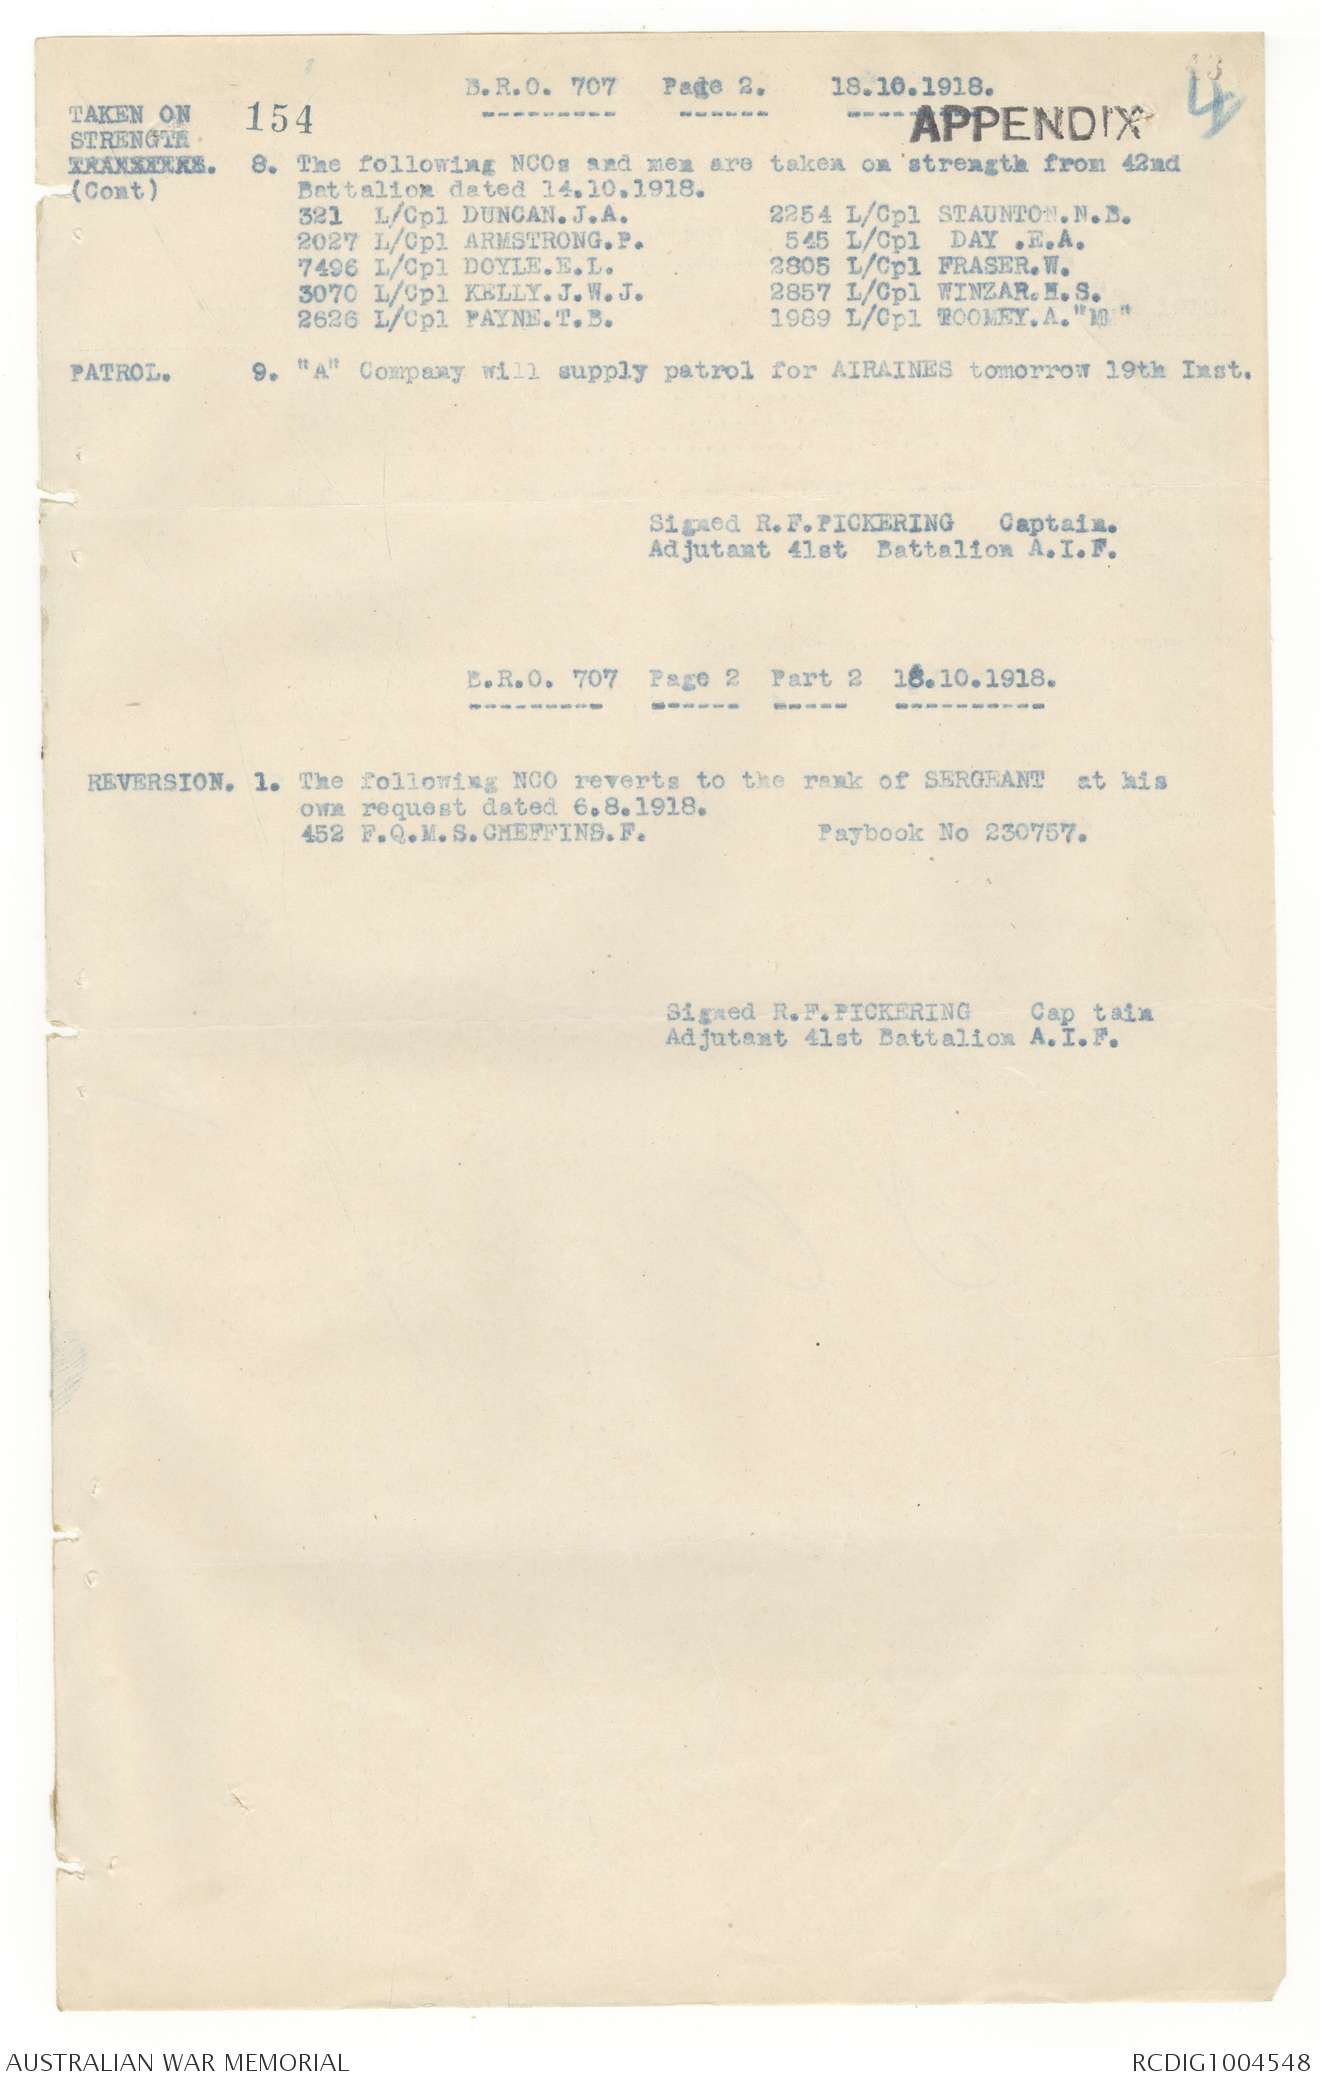 B.R.O. 707 Page 2. 18.10.1918.
TAKEN ON 154 APPENDIX 4
STRENGTH
TRANSFERS. 8. The following NCOs and men are taken on strength from 42nd
(Cont) Battalion dated 14.10.1918.
321 L/Cpl DUNCAN.J.A. 2254 L/Cpl STAUNTON.N.B.
2027 L/Cpl ARMSTRONG.P. 545 L/Cpl DAY .E.A.
7496 L/Cpl DOYLE.E.L. 2805 L/Cpl FRASER.W.
3070 L/Cpl KELLY.J.W.J. 2857 L/Cpl WINZAR.H.S.
2626 L/Cpl PAYNE.T.B. 1989 L/Cpl TOOMEY.A."MM"
PATROL. 9. "A" Company will supply patrol for AIRAINES tomorrow 19th Inst.
Signed R.F.PICKERING Captain.
Adjutant 41st Battalion A.I.F.
B.R.O. 707 Page 2 Part 2 18.10.1918.
REVERSION. 1. The following NCO reverts to the rank of SERGEANT at his
own request dated 6.8.1918.
452 F.Q.M.S.CHEFFINS.F. Paybook No 230757.
Signed R.F.PICKERING Cap tain
Adjutant 41st Battalion A.I.F.
AUSTRALIAN WAR MEMORIAL RCDIG1004548